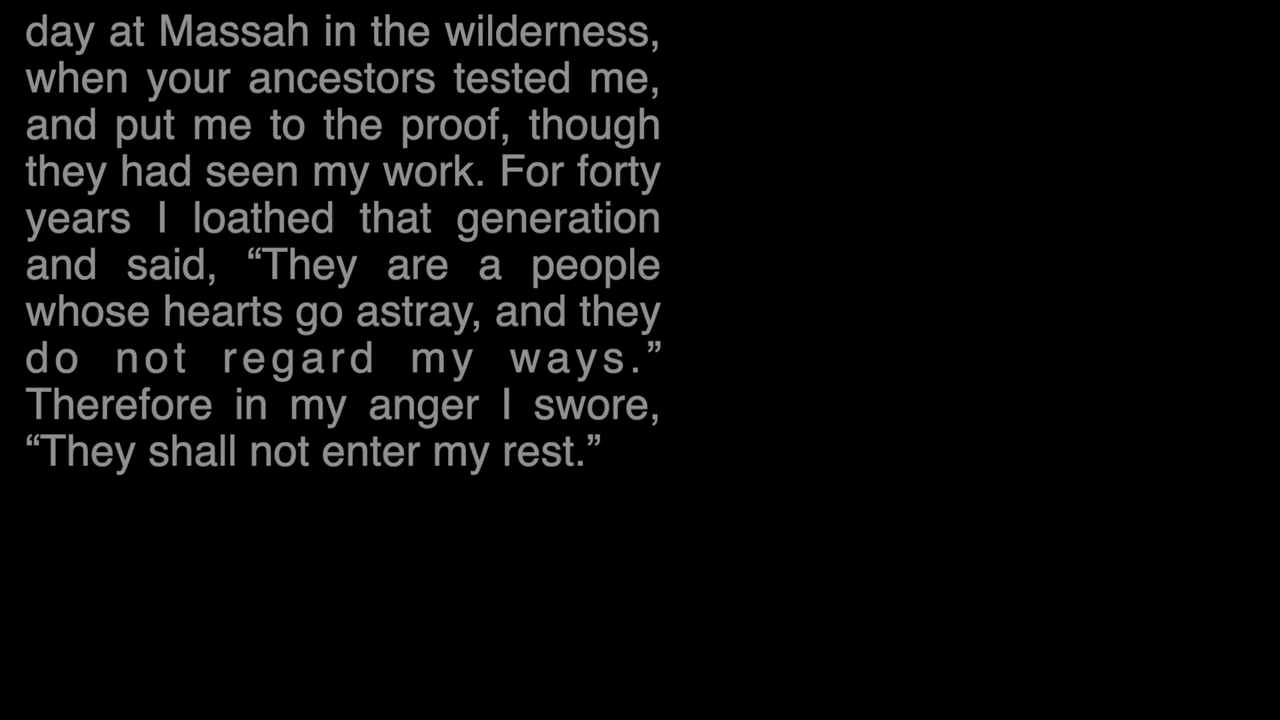 day at Massah in the wilderness,
when your ancestors tested me,
and put me to the proof, though
they had seen my work. For forty
years I loathed that generation
and said, “They are a people
whose hearts go astray, and they
do not regard my ways.”
Therefore in my anger I swore,
“They shall not enter my rest.”